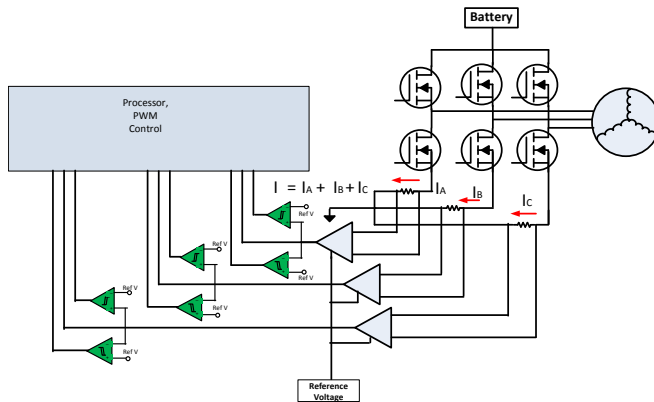 Battery
Processor,
PWM
Control
I = IA + IB + IC
IA
IB
IC
Ref V
Ref V
Ref V
Ref V
Ref V
Ref V
Reference
Voltage